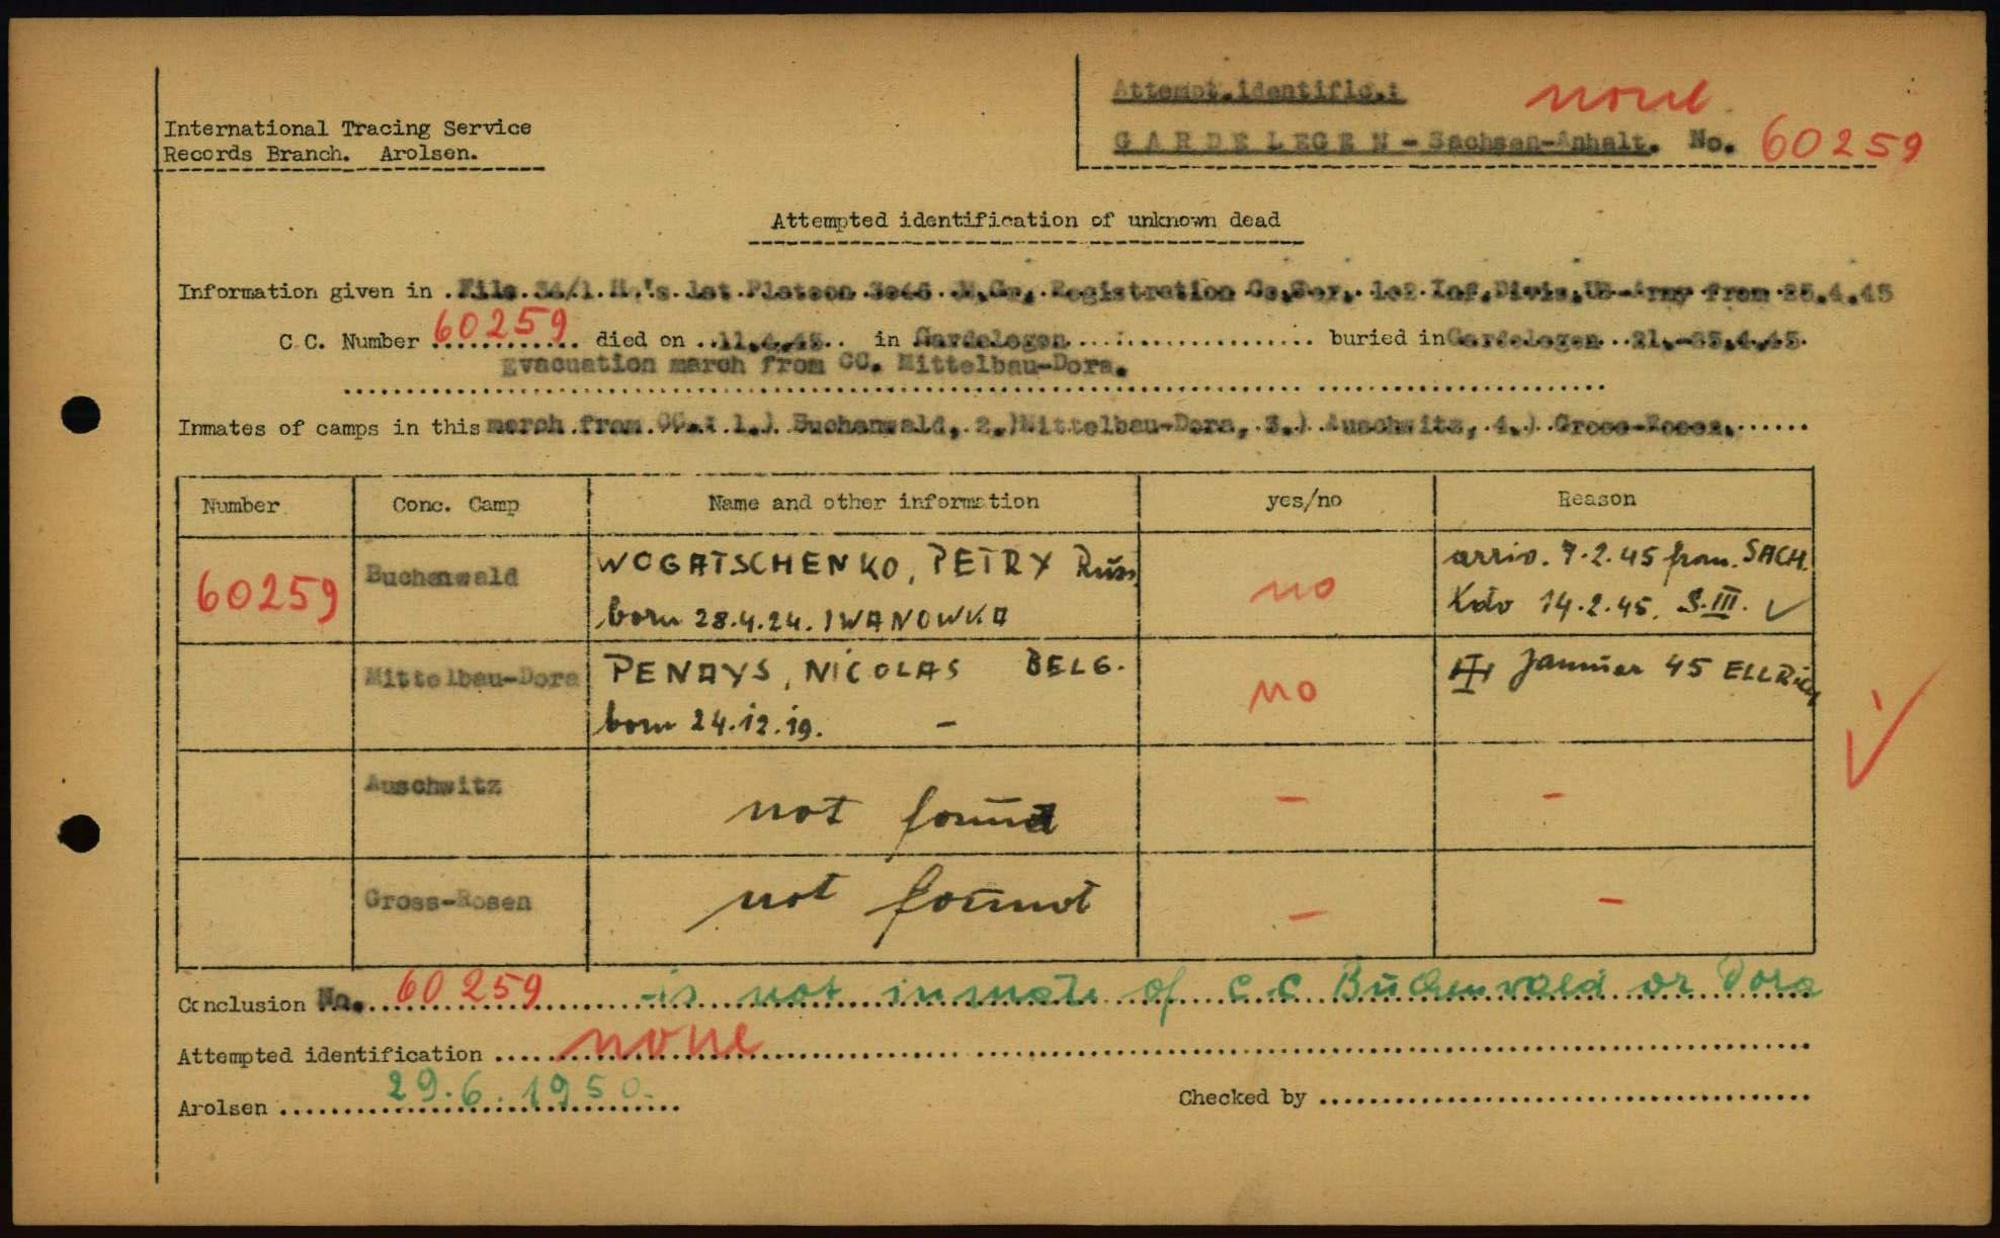 Attempt.identific.: none
International Tracing Service
Records Branch. Arolsen.
GARDELEGEN - Sachsen-Anhalt. No. 60259
Attempted identification of unknown dead
Information given in .File 54/1 1st Platoon Registration US-Army from 25.4.45
C.C. Number 60259 died on ..11.4.45.. in Gardelegen buried in Gardelegen 21.-25.4.45.
Evacuation march from CC. Mittelbau-Dora.
Inmates of camps in this march from CC.: 1.) Buchenwald, 2.)Mittelbau-Dora, 3.) Auschwitz, 4.) Gross-Rosen.
Number Conc. Camp Name and other information yes/no Reason
60259 Buchenwald WOGATSCHENKO, PETRY Russ no arriv. 7.2.45 from SACH.
born 28.4.24. IWANOWKA Kdo 14.2.45. S.III. ✓
Mittelbau-Dora PENAYS, NICOLAS BELG. no Januar 45 ELLRich
born 24.12.19. -
Auschwitz not found - -
Gross-Rosen not found - -
Conclusion No. 60259 is not inmate of C.C Buchenwald or Dora
Attempted identification none
Arolsen 29.6.1950. Checked by